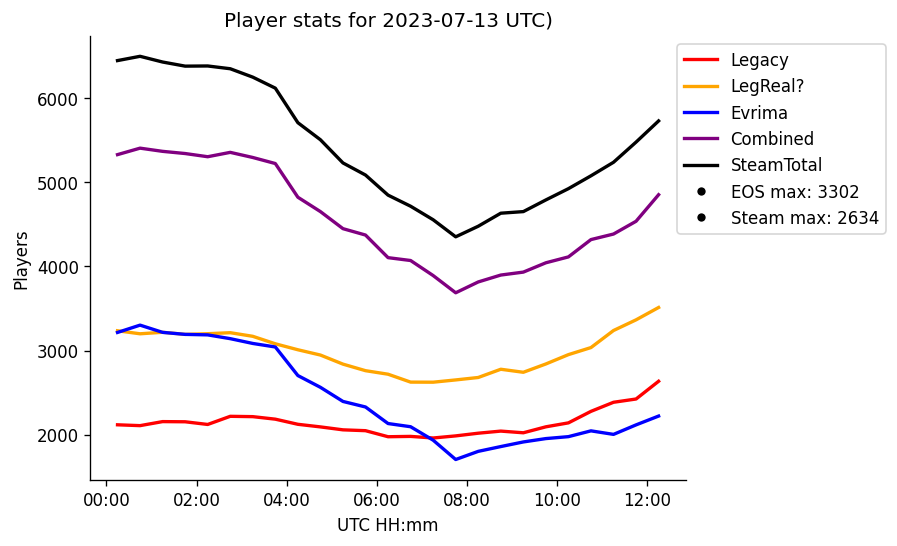 Player stats for 2023-07-13 UTC)
Legacy
LegReal?
Evrima
Combined
SteamTotal
EOS max: 3302
Steam max: 2634
6000
5000
4000
3000
2000
Players
00:00 02:00 04:00 06:00 08:00 10:00 12:00
UTC HH:mm